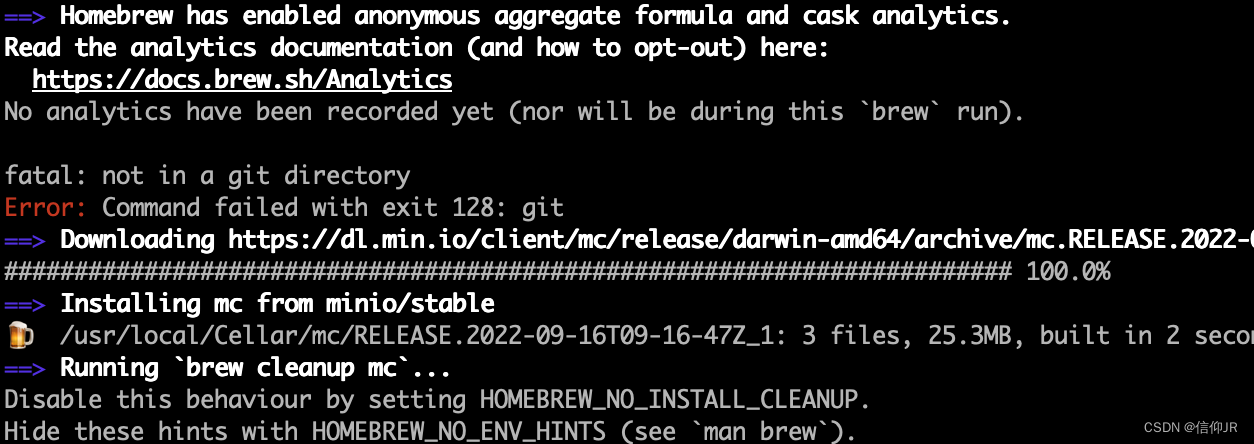 ==> Homebrew has enabled anonymous aggregate formula and cask analytics.
Read the analytics documentation (and how to opt-out) here:
https://docs.brew.sh/Analytics
No analytics have been recorded yet (nor will be during this `brew` run).
fatal: not in a git directory
Error: Command failed with exit 128: git
==> Downloading https://dl.min.io/client/mc/release/darwin-amd64/archive/mc.RELEASE.2022-0
######################################################################## 100.0%
==> Installing mc from minio/stable
🍺 /usr/local/Cellar/mc/RELEASE.2022-09-16T09-16-47Z_1: 3 files, 25.3MB, built in 2 secon
==> Running `brew cleanup mc`...
Disable this behaviour by setting HOMEBREW_NO_INSTALL_CLEANUP.
Hide these hints with HOMEBREW_NO_ENV_HINTS (see `man brew`).
CSDN @信仰JR